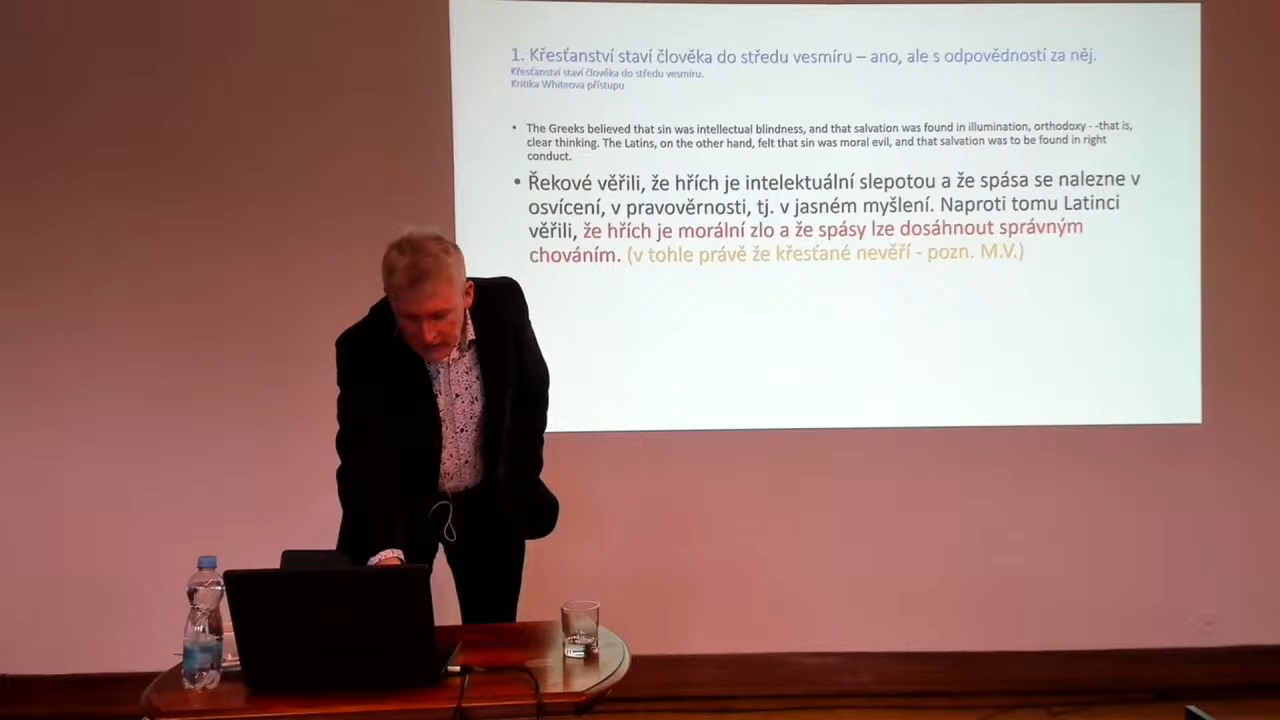 1. Křesťanství staví člověka do středu vesmíru – ano, ale s odpovědností za něj.
Křesťanství staví člověka do středu vesmíru.
Kritika Whiteova přístupu
• The Greeks believed that sin was intellectual blindness, and that salvation was found in illumination, orthodoxy - -that is,
clear thinking. The Latins, on the other hand, felt that sin was moral evil, and that salvation was to be found in right
conduct.
• Řekové věřili, že hřích je intelektuální slepotou a že spása se nalezne v
osvícení, v pravověrnosti, tj. v jasném myšlení. Naproti tomu Latinci
věřili, že hřích je morální zlo a že spásy lze dosáhnout správným
chováním. (v tohle právě že křesťané nevěří - pozn. M.V.)